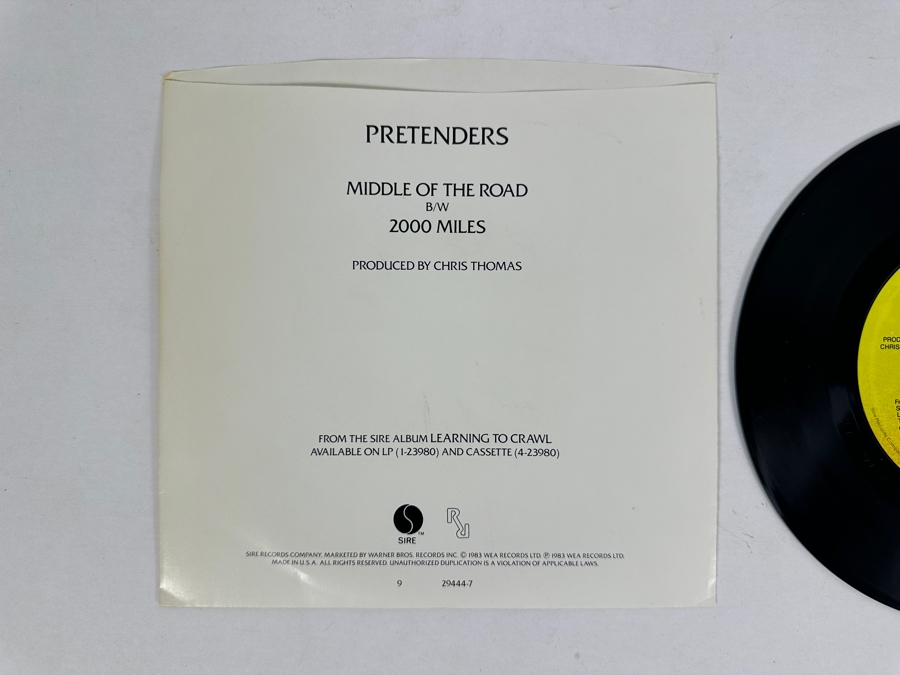 PRETENDERS
MIDDLE OF THE ROAD
B/W
2000 MILES
PRODUCED BY CHRIS THOMAS
FROM THE SIRE ALBUM LEARNING TO CRAWL
AVAILABLE ON LP (1-23980) AND CASSETTE (4-23980)
SIRE ™
SIRE RECORDS COMPANY. MARKETED BY WARNER BROS. RECORDS INC. © 1983 WEA RECORDS LTD. ℗ 1983 WEA RECORDS LTD.
MADE IN U.S.A. ALL RIGHTS RESERVED. UNAUTHORIZED DUPLICATION IS A VIOLATION OF APPLICABLE LAWS.
9 29444-7
PROD
CHRIS